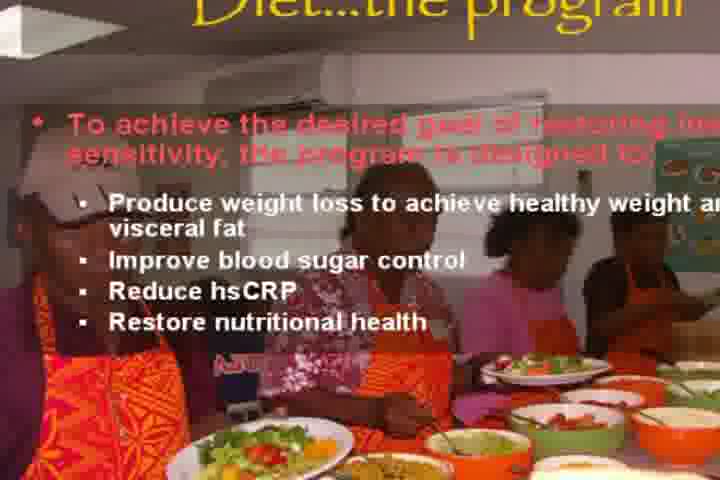 Diet...the program
• To achieve the desired goal of restoring
sensitivity, the program is designed to:
▪ Produce weight loss to achieve healthy weight
visceral fat
▪ Improve blood sugar control
▪ Reduce hsCRP
▪ Restore nutritional health